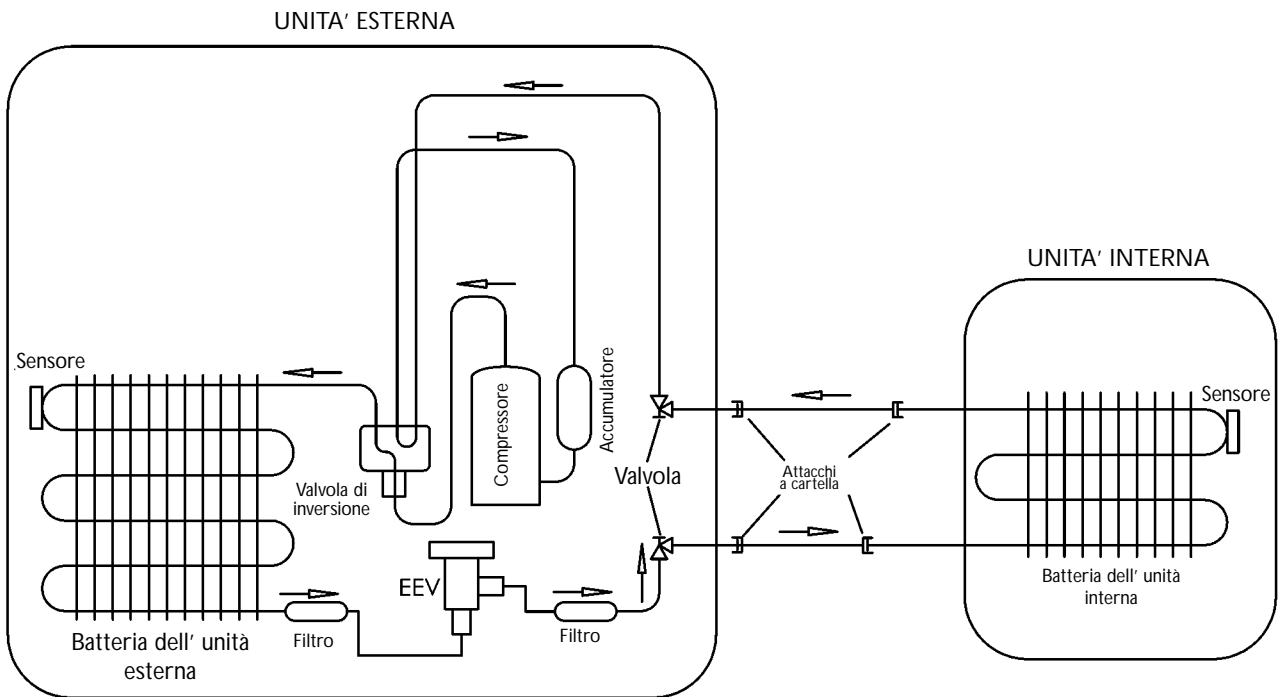 UNITA' ESTERNA
UNITA' INTERNA
Sensore
Sensore
Compressore
Accumulatore
Valvola di
inversione
Valvola
Attacchi
a cartella
EEV
Batteria dell' unità
interna
Filtro
Filtro
Batteria dell' unità
esterna